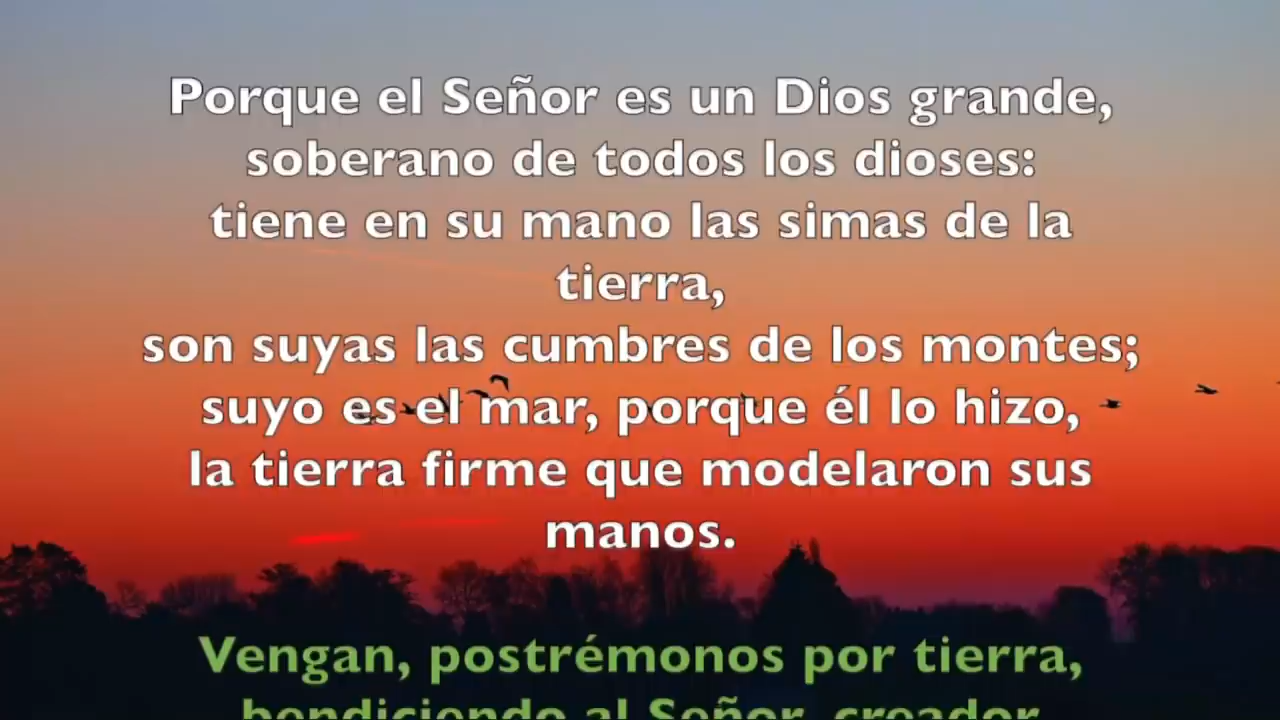 Porque el Señor es un Dios grande,
soberano de todos los dioses:
tiene en su mano las simas de la
tierra,
son suyas las cumbres de los montes;
suyo es el mar, porque él lo hizo,
la tierra firme que modelaron sus
manos.
Vengan, postrémonos por tierra,
bendiciendo al Señor, creador